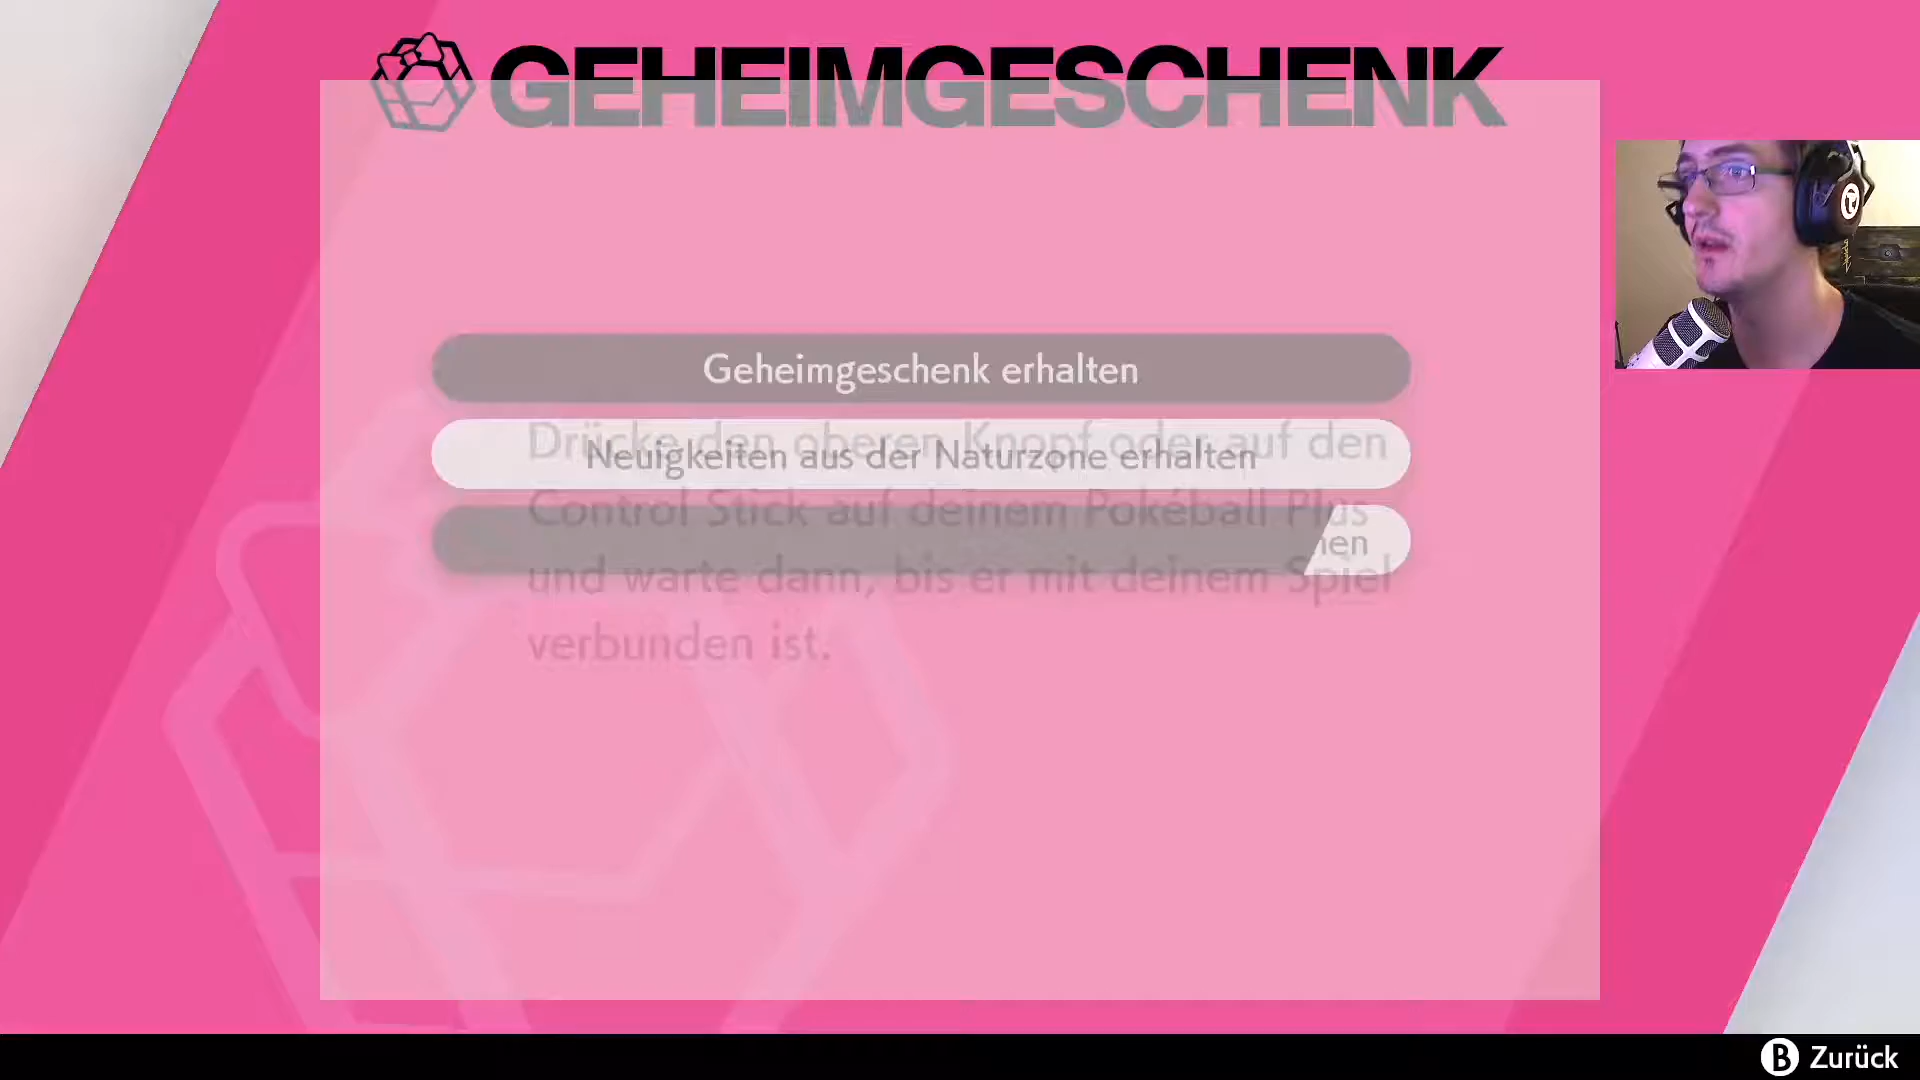 GEHEIMGESCHENK
Geheimgeschenk erhalten
Neuigkeiten aus der Naturzone erhalten
Drücke den oberen Knopf oder auf den
Control Stick auf deinem Pokéball Plus
und warte dann, bis er mit deinem Spiel
verbunden ist.
B Zurück